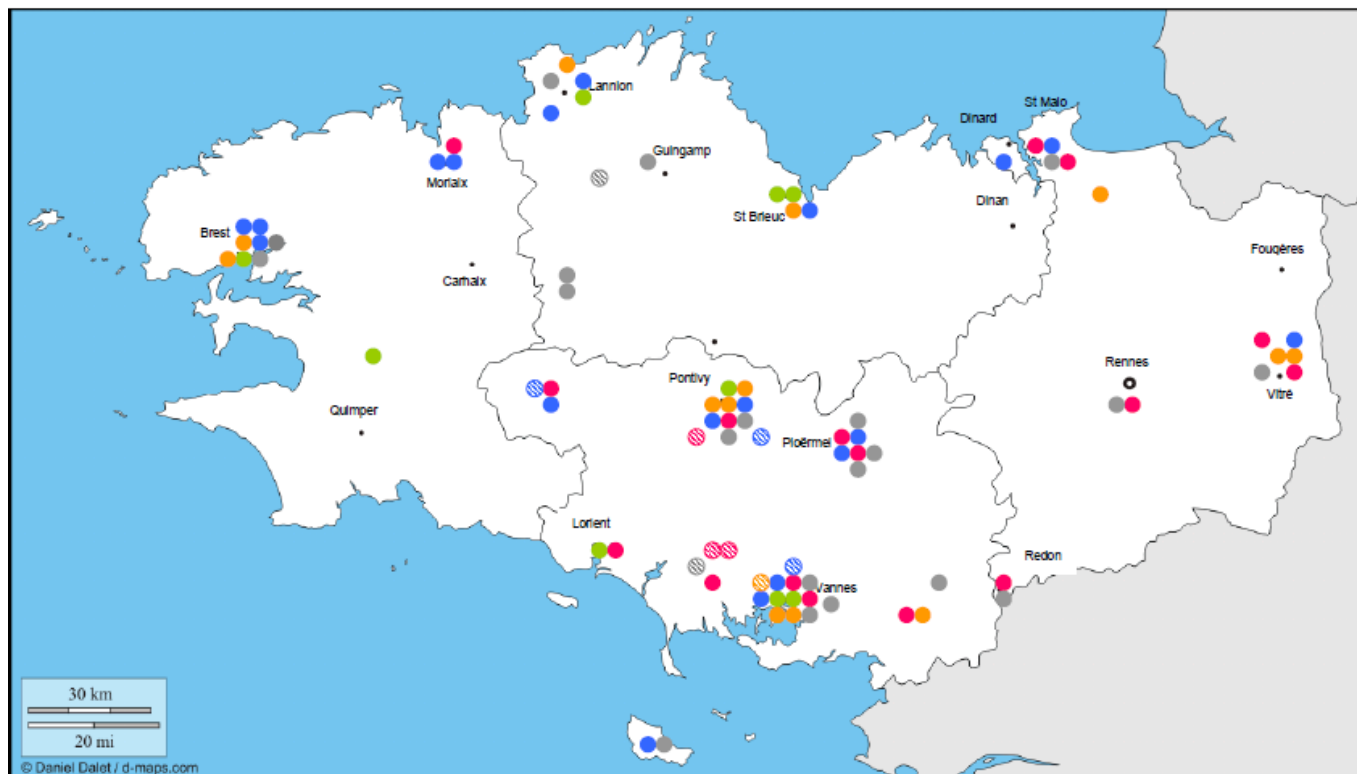 Lannion
St Malo
Dinard
Guingamp
Morlaix
Dinan
St Brieuc
Brest
Fougères
Carhaix
Rennes
Pontivy
Vitré
Quimper
Ploërmel
Lorient
Redon
Vannes
30 km
20 mi
© Daniel Dalet / d-maps.com